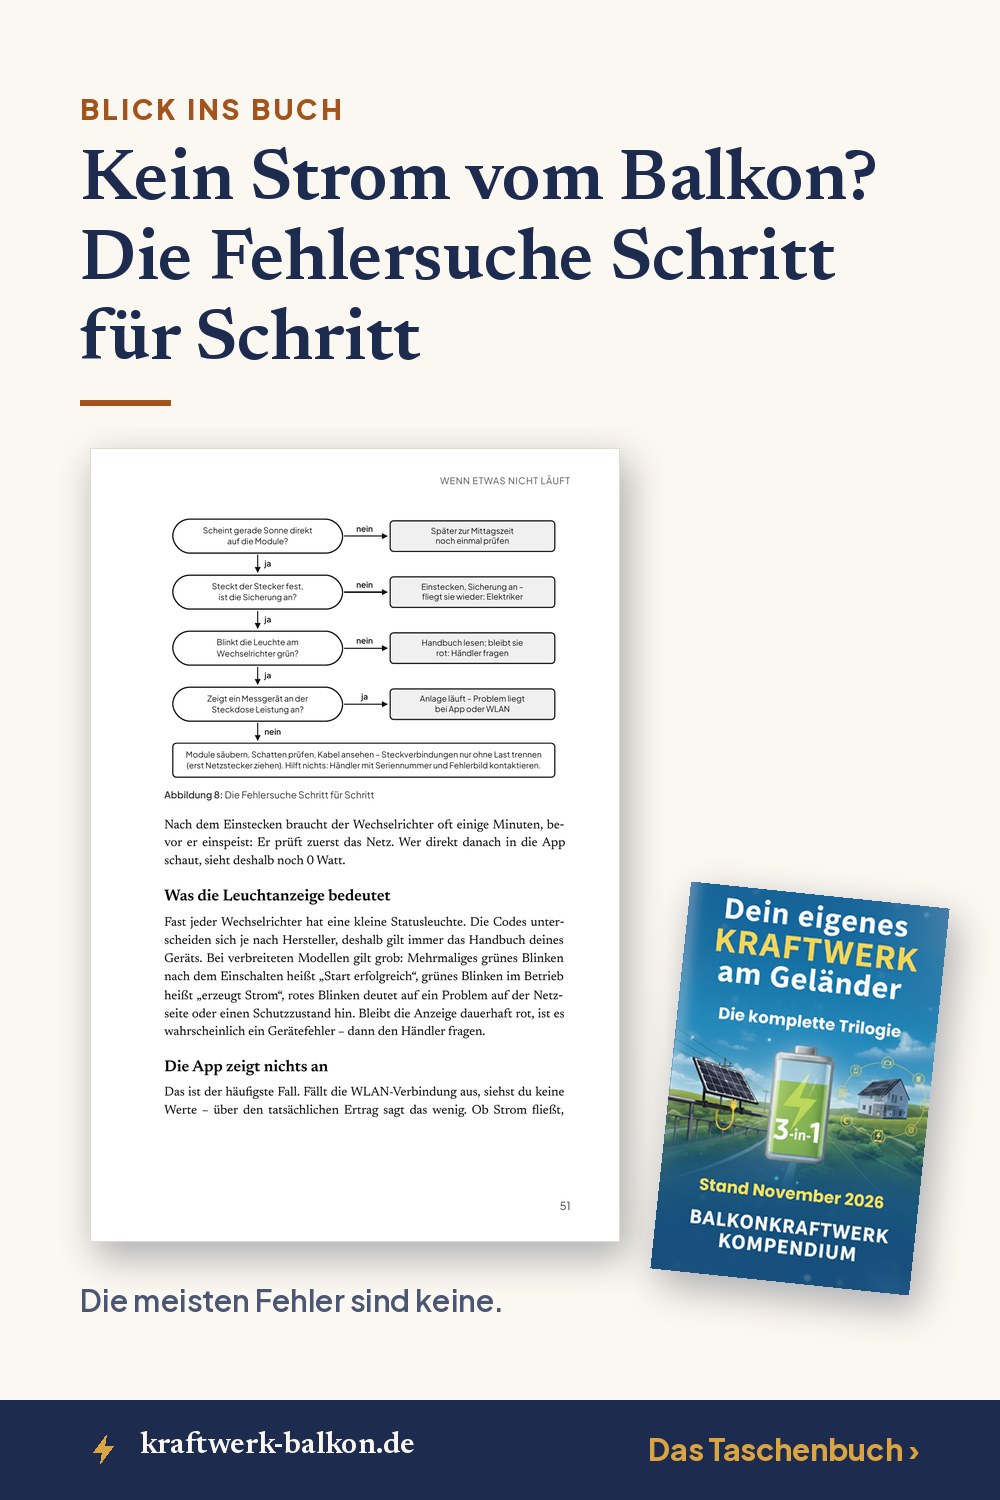 BLICK INS BUCH
Kein Strom vom Balkon?
Die Fehlersuche Schritt
für Schritt
WENN ETWAS NICHT LÄUFT
Scheint gerade Sonne direkt
auf die Module?
nein
Später zur Mittagszeit
noch einmal prüfen
ja
Steckt der Stecker fest,
ist die Sicherung an?
nein
Einstecken, Sicherung an –
fliegt sie wieder: Elektriker
ja
Blinkt die Leuchte am
Wechselrichter grün?
nein
Handbuch lesen; bleibt sie
rot: Händler fragen
ja
Zeigt ein Messgerät an der
Steckdose Leistung an?
ja
Anlage läuft – Problem liegt
bei App oder WLAN
nein
Module säubern, Schatten prüfen, Kabel ansehen – Steckverbindungen nur ohne Last trennen
(erst Netzstecker ziehen). Hilft nichts: Händler mit Seriennummer und Fehlerbild kontaktieren.
Abbildung 8: Die Fehlersuche Schritt für Schritt
Nach dem Einstecken braucht der Wechselrichter oft einige Minuten, be-
vor er einspeist: Er prüft zuerst das Netz. Wer direkt danach in die App
schaut, sieht deshalb noch 0 Watt.
Was die Leuchtanzeige bedeutet
Fast jeder Wechselrichter hat eine kleine Statusleuchte. Die Codes unter-
scheiden sich je nach Hersteller, deshalb gilt immer das Handbuch deines
Geräts. Bei verbreiteten Modellen gilt grob: Mehrmaliges grünes Blinken
nach dem Einschalten heißt „Start erfolgreich“, grünes Blinken im Betrieb
heißt „erzeugt Strom“, rotes Blinken deutet auf ein Problem auf der Netz-
seite oder einen Schutzzustand hin. Bleibt die Anzeige dauerhaft rot, ist es
wahrscheinlich ein Gerätefehler – dann den Händler fragen.
Die App zeigt nichts an
Das ist der häufigste Fall. Fällt die WLAN-Verbindung aus, siehst du keine
Werte – über den tatsächlichen Ertrag sagt das wenig. Ob Strom fließt,
51
Dein eigenes
KRAFTWERK
am Geländer
Die komplette Trilogie
3-in-1
Stand November 2026
BALKONKRAFTWERK
KOMPENDIUM
Die meisten Fehler sind keine.
kraftwerk-balkon.de
Das Taschenbuch ›